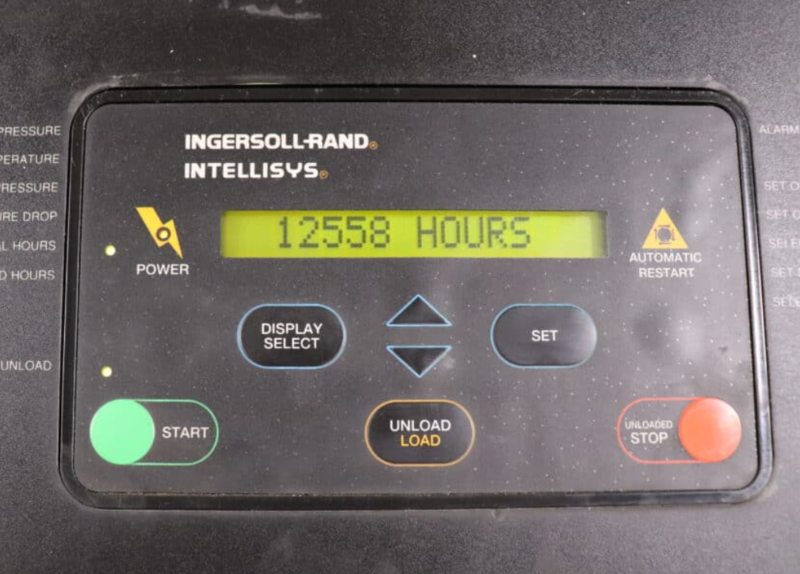 PRESSURE
ALARM
INGERSOLL-RAND®
INTELLISYS®
PERATURE
RESSURE
SET O
12558 HOURS
RE DROP
SET O
L HOURS
SELE
POWER
AUTOMATIC
RESTART
D HOURS
SET
SELE
DISPLAY
SELECT
SET
UNLOAD
START
UNLOAD
LOAD
UNLOADED
STOP